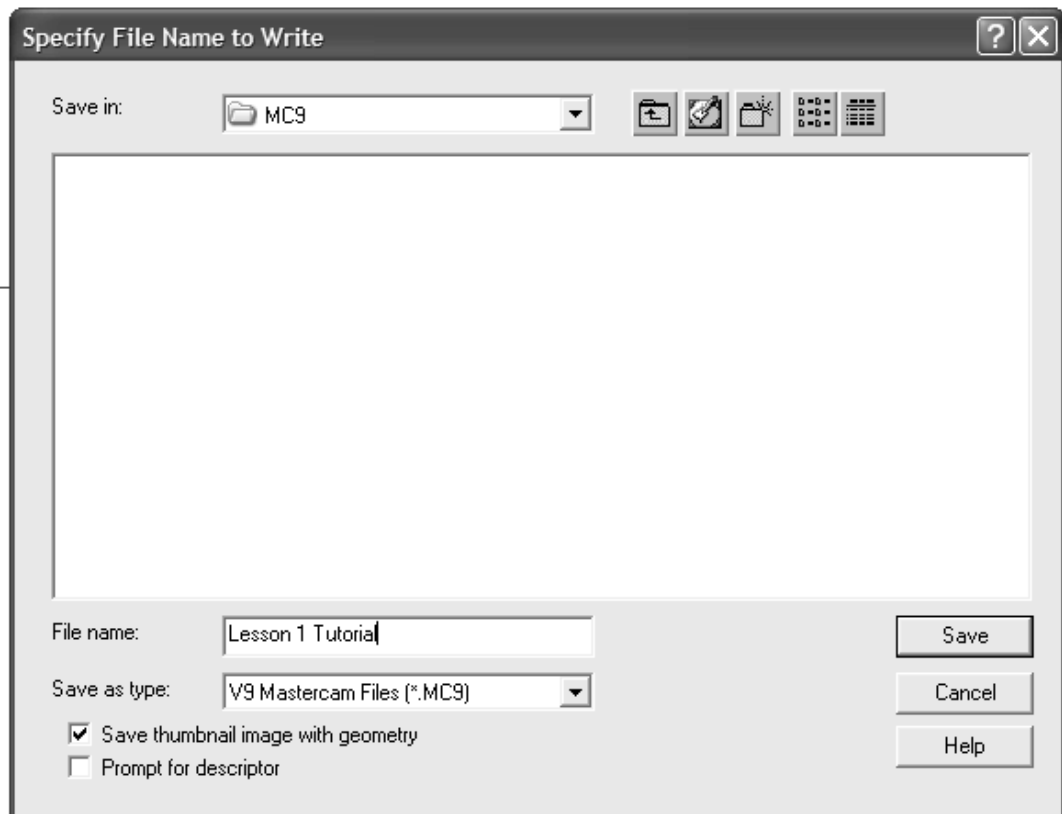 Specify File Name to Write
Save in:
MC9
File name:
Lesson 1 Tutorial
Save
Save as type:
V9 Mastercam Files (*.MC9)
Cancel
Save thumbnail image with geometry
Help
Prompt for descriptor